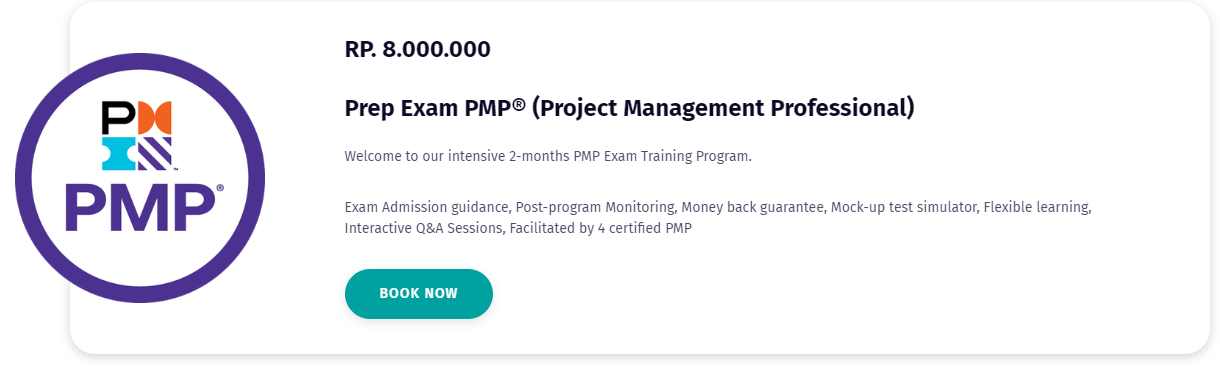 RP. 8.000.000
Prep Exam PMP® (Project Management Professional)
Welcome to our intensive 2-months PMP Exam Training Program.
Exam Admission guidance, Post-program Monitoring, Money back guarantee, Mock-up test simulator, Flexible learning,
Interactive Q&A Sessions, Facilitated by 4 certified PMP
BOOK NOW
PM
™
PMP®